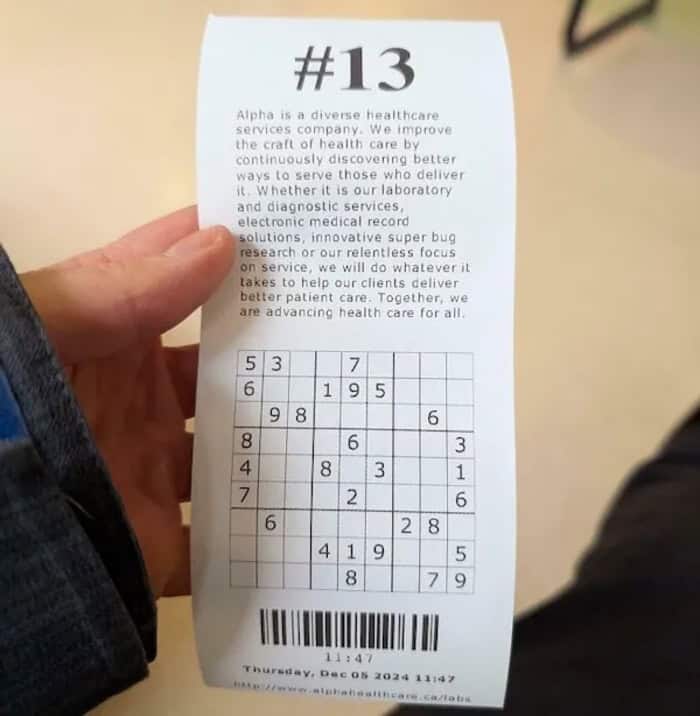 #13
Alpha is a diverse healthcare
services company. We improve
the craft of health care by
continuously discovering better
ways to serve those who deliver
it. Whether it is our laboratory
and diagnostic services,
electronic medical record
solutions, innovative super bug
research or our relentless focus
on service, we will do whatever it
takes to help our clients deliver
better patient care. Together, we
are advancing health care for all.
5 3 7
6 1 9 5
9 8 6
8 6 3
4 8 3 1
7 2 6
6 2 8
4 1 9 5
8 7 9
11:47
Thursday, Dec 05 2024 11:47
http://www.alphahealthcare.ca/labs